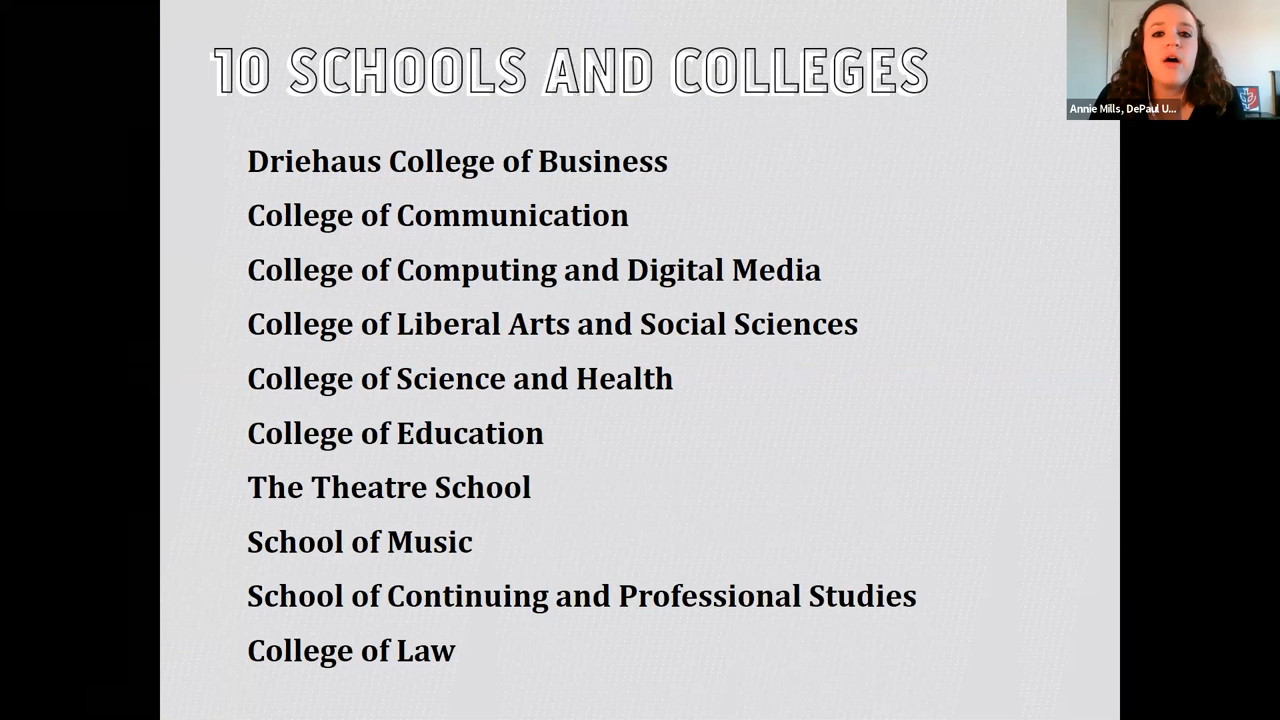 10 SCHOOLS AND COLLEGES
Annie Mills, DePaul U...
Driehaus College of Business
College of Communication
College of Computing and Digital Media
College of Liberal Arts and Social Sciences
College of Science and Health
College of Education
The Theatre School
School of Music
School of Continuing and Professional Studies
College of Law